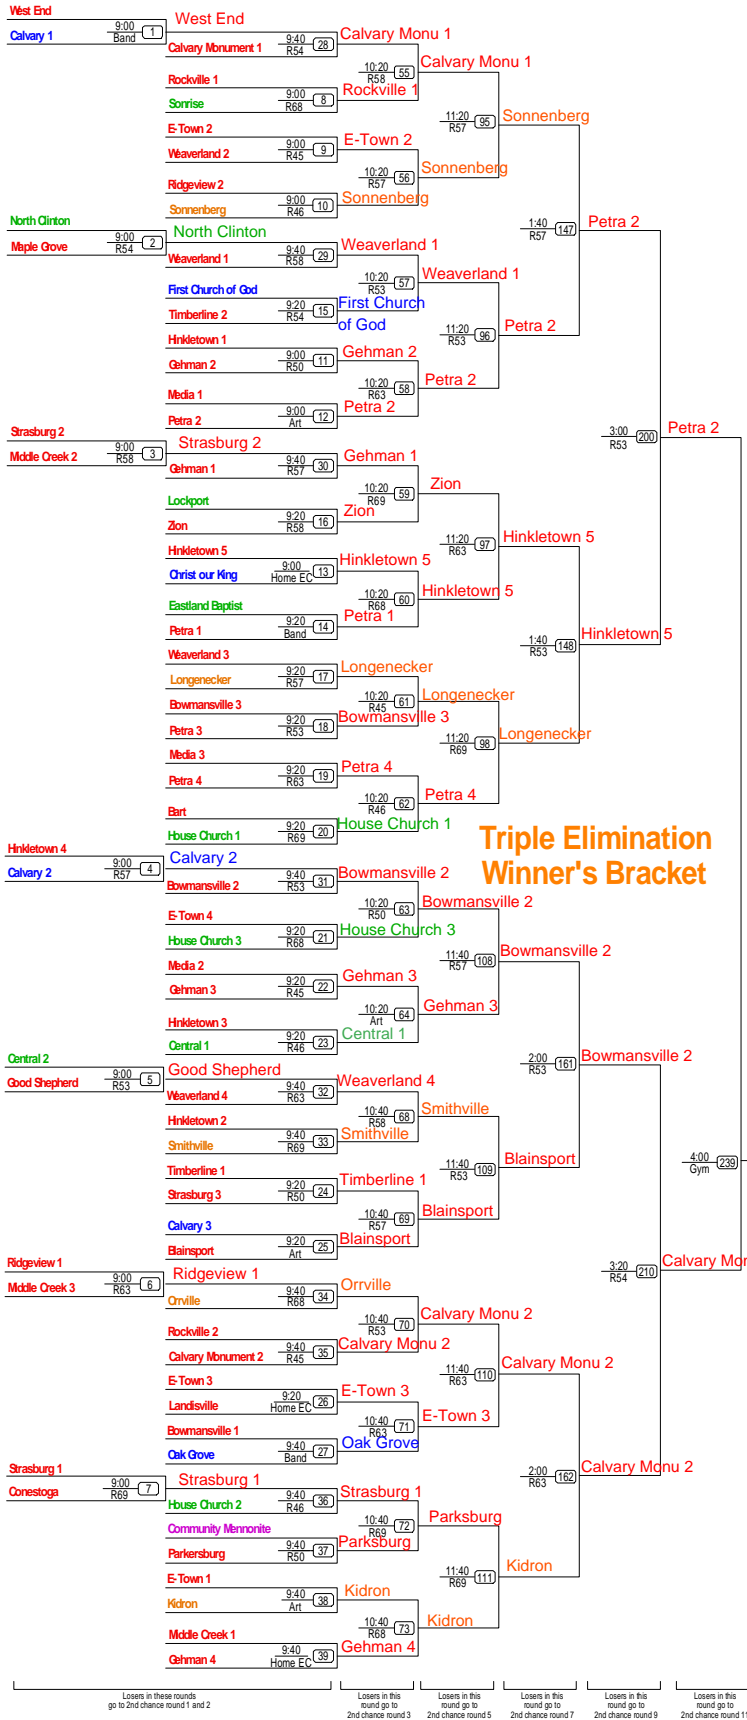 West End
Calvary 1
9:00
Band
1
West End
Calvary Monument 1
9:40
R54
28
Calvary Monu 1
Rockville 1
Sonrise
9:00
R68
8
Rockville 1
10:20
R58
55
Calvary Monu 1
E-Town 2
Weaverland 2
9:00
R45
9
E-Town 2
Ridgeview 2
Sonnenberg
9:00
R46
10
Sonnenberg
10:20
R57
56
Sonnenberg
11:20
R57
95
Sonnenberg
North Clinton
Maple Grove
9:00
R54
2
North Clinton
Weaverland 1
9:40
R58
29
Weaverland 1
First Church of God
Timberline 2
9:20
R54
15
First Church
of God
10:20
R53
57
Weaverland 1
Hinkletown 1
Gehman 2
9:00
R50
11
Gehman 2
Media 1
Petra 2
9:00
Art
12
Petra 2
10:20
R63
58
Petra 2
11:20
R53
96
Petra 2
1:40
R57
147
Petra 2
Strasburg 2
Middle Creek 2
9:00
R58
3
Strasburg 2
Gehman 1
9:40
R57
30
Gehman 1
Lockport
Zion
9:20
R58
16
Zion
10:20
R69
59
Zion
Hinkletown 5
Christ our King
9:00
Home EC
13
Hinkletown 5
Eastland Baptist
Petra 1
9:20
Band
14
Petra 1
10:20
R68
60
Hinkletown 5
11:20
R63
97
Hinkletown 5
Weaverland 3
Longenecker
9:20
R57
17
Longenecker
Bowmansville 3
Petra 3
9:20
R53
18
Bowmansville 3
10:20
R45
61
Longenecker
Media 3
Petra 4
9:20
R63
19
Petra 4
Bart
House Church 1
9:20
R69
20
House Church 1
10:20
R46
62
Petra 4
11:20
R69
98
Longenecker
1:40
R53
148
Hinkletown 5
3:00
R53
200
Petra 2
Triple Elimination
Winner's Bracket
Hinkletown 4
Calvary 2
9:00
R57
4
Calvary 2
Bowmansville 2
9:40
R53
31
Bowmansville 2
E-Town 4
House Church 3
9:20
R68
21
House Church 3
10:20
R50
63
Bowmansville 2
Media 2
Gehman 3
9:20
R45
22
Gehman 3
Hinkletown 3
Central 1
9:20
R46
23
Central 1
10:20
Art
64
Gehman 3
11:40
R57
108
Bowmansville 2
Central 2
Good Shepherd
9:00
R53
5
Good Shepherd
Weaverland 4
9:40
R63
32
Weaverland 4
Hinkletown 2
Smithville
9:40
R69
33
Smithville
10:40
R58
68
Smithville
Timberline 1
Strasburg 3
9:20
R50
24
Timberline 1
Calvary 3
Blainsport
9:20
Art
25
Blainsport
10:40
R57
69
Blainsport
11:40
R53
109
Blainsport
2:00
R53
161
Bowmansville 2
Ridgeview 1
Middle Creek 3
9:00
R63
6
Ridgeview 1
Orrville
9:40
R68
34
Orrville
Rockville 2
Calvary Monument 2
9:40
R45
35
Calvary Monu 2
10:40
R53
70
Calvary Monu 2
E-Town 3
Landisville
9:20
Home EC
26
E-Town 3
Bowmansville 1
Oak Grove
9:40
Band
27
Oak Grove
10:40
R63
71
E-Town 3
11:40
R63
110
Calvary Monu 2
Strasburg 1
Conestoga
9:00
R69
7
Strasburg 1
House Church 2
9:40
R46
36
Strasburg 1
Community Mennonite
Parkersburg
9:40
R50
37
Parksburg
10:40
R69
72
Parksburg
E-Town 1
Kidron
9:40
Art
38
Kidron
Middle Creek 1
Gehman 4
9:40
Home EC
39
Gehman 4
10:40
R68
73
Kidron
11:40
R69
111
Kidron
2:00
R63
162
Calvary Monu 2
3:20
R54
210
Calvary Mon
4:00
Gym
239
Losers in these rounds
go to 2nd chance round 1 and 2
Losers in this
round go to
2nd chance round 3
Losers in this
round go to
2nd chance round 5
Losers in this
round go to
2nd chance round 7
Losers in this
round go to
2nd chance round 9
Losers in this
round go to
2nd chance round 11